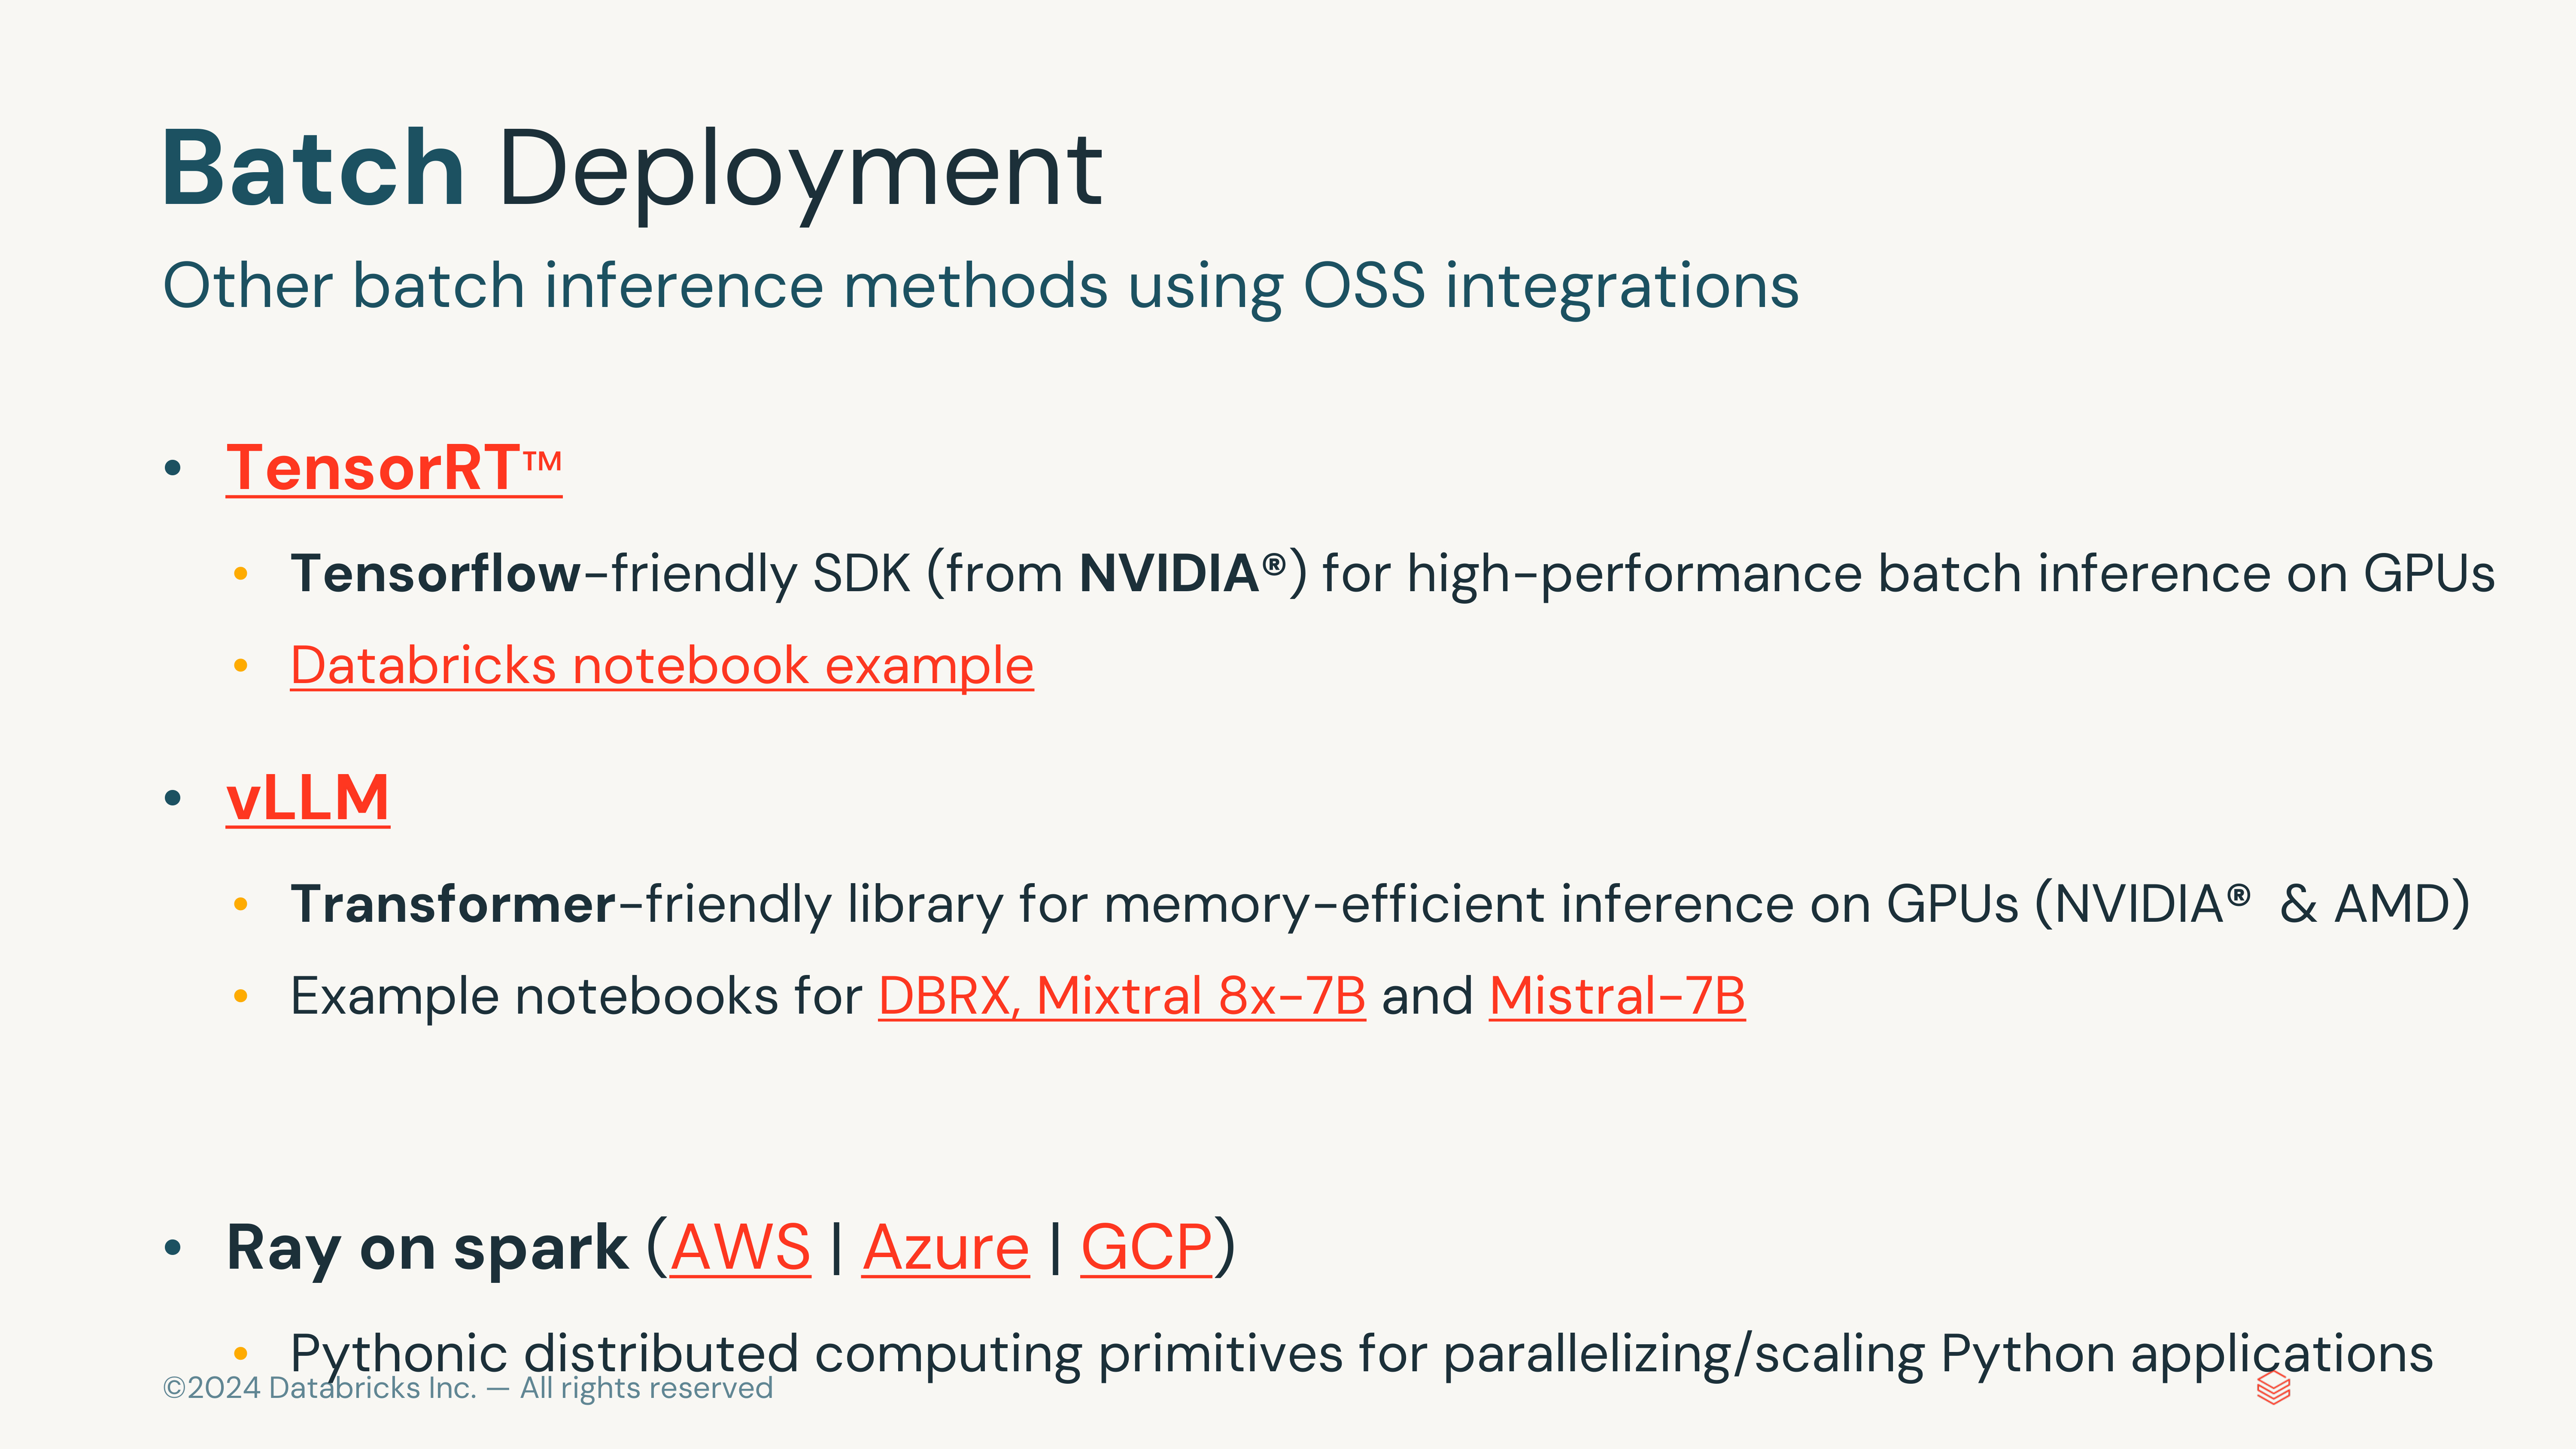 Batch Deployment
Other batch inference methods using OSS integrations
• TensorRT™
• Tensorflow-friendly SDK (from NVIDIA®) for high-performance batch inference on GPUs
• Databricks notebook example
• vLLM
• Transformer-friendly library for memory-efficient inference on GPUs (NVIDIA® & AMD)
• Example notebooks for DBRX, Mixtral 8x-7B and Mistral-7B
• Ray on spark (AWS | Azure | GCP)
• Pythonic distributed computing primitives for parallelizing/scaling Python applications
©2024 Databricks Inc. — All rights reserved